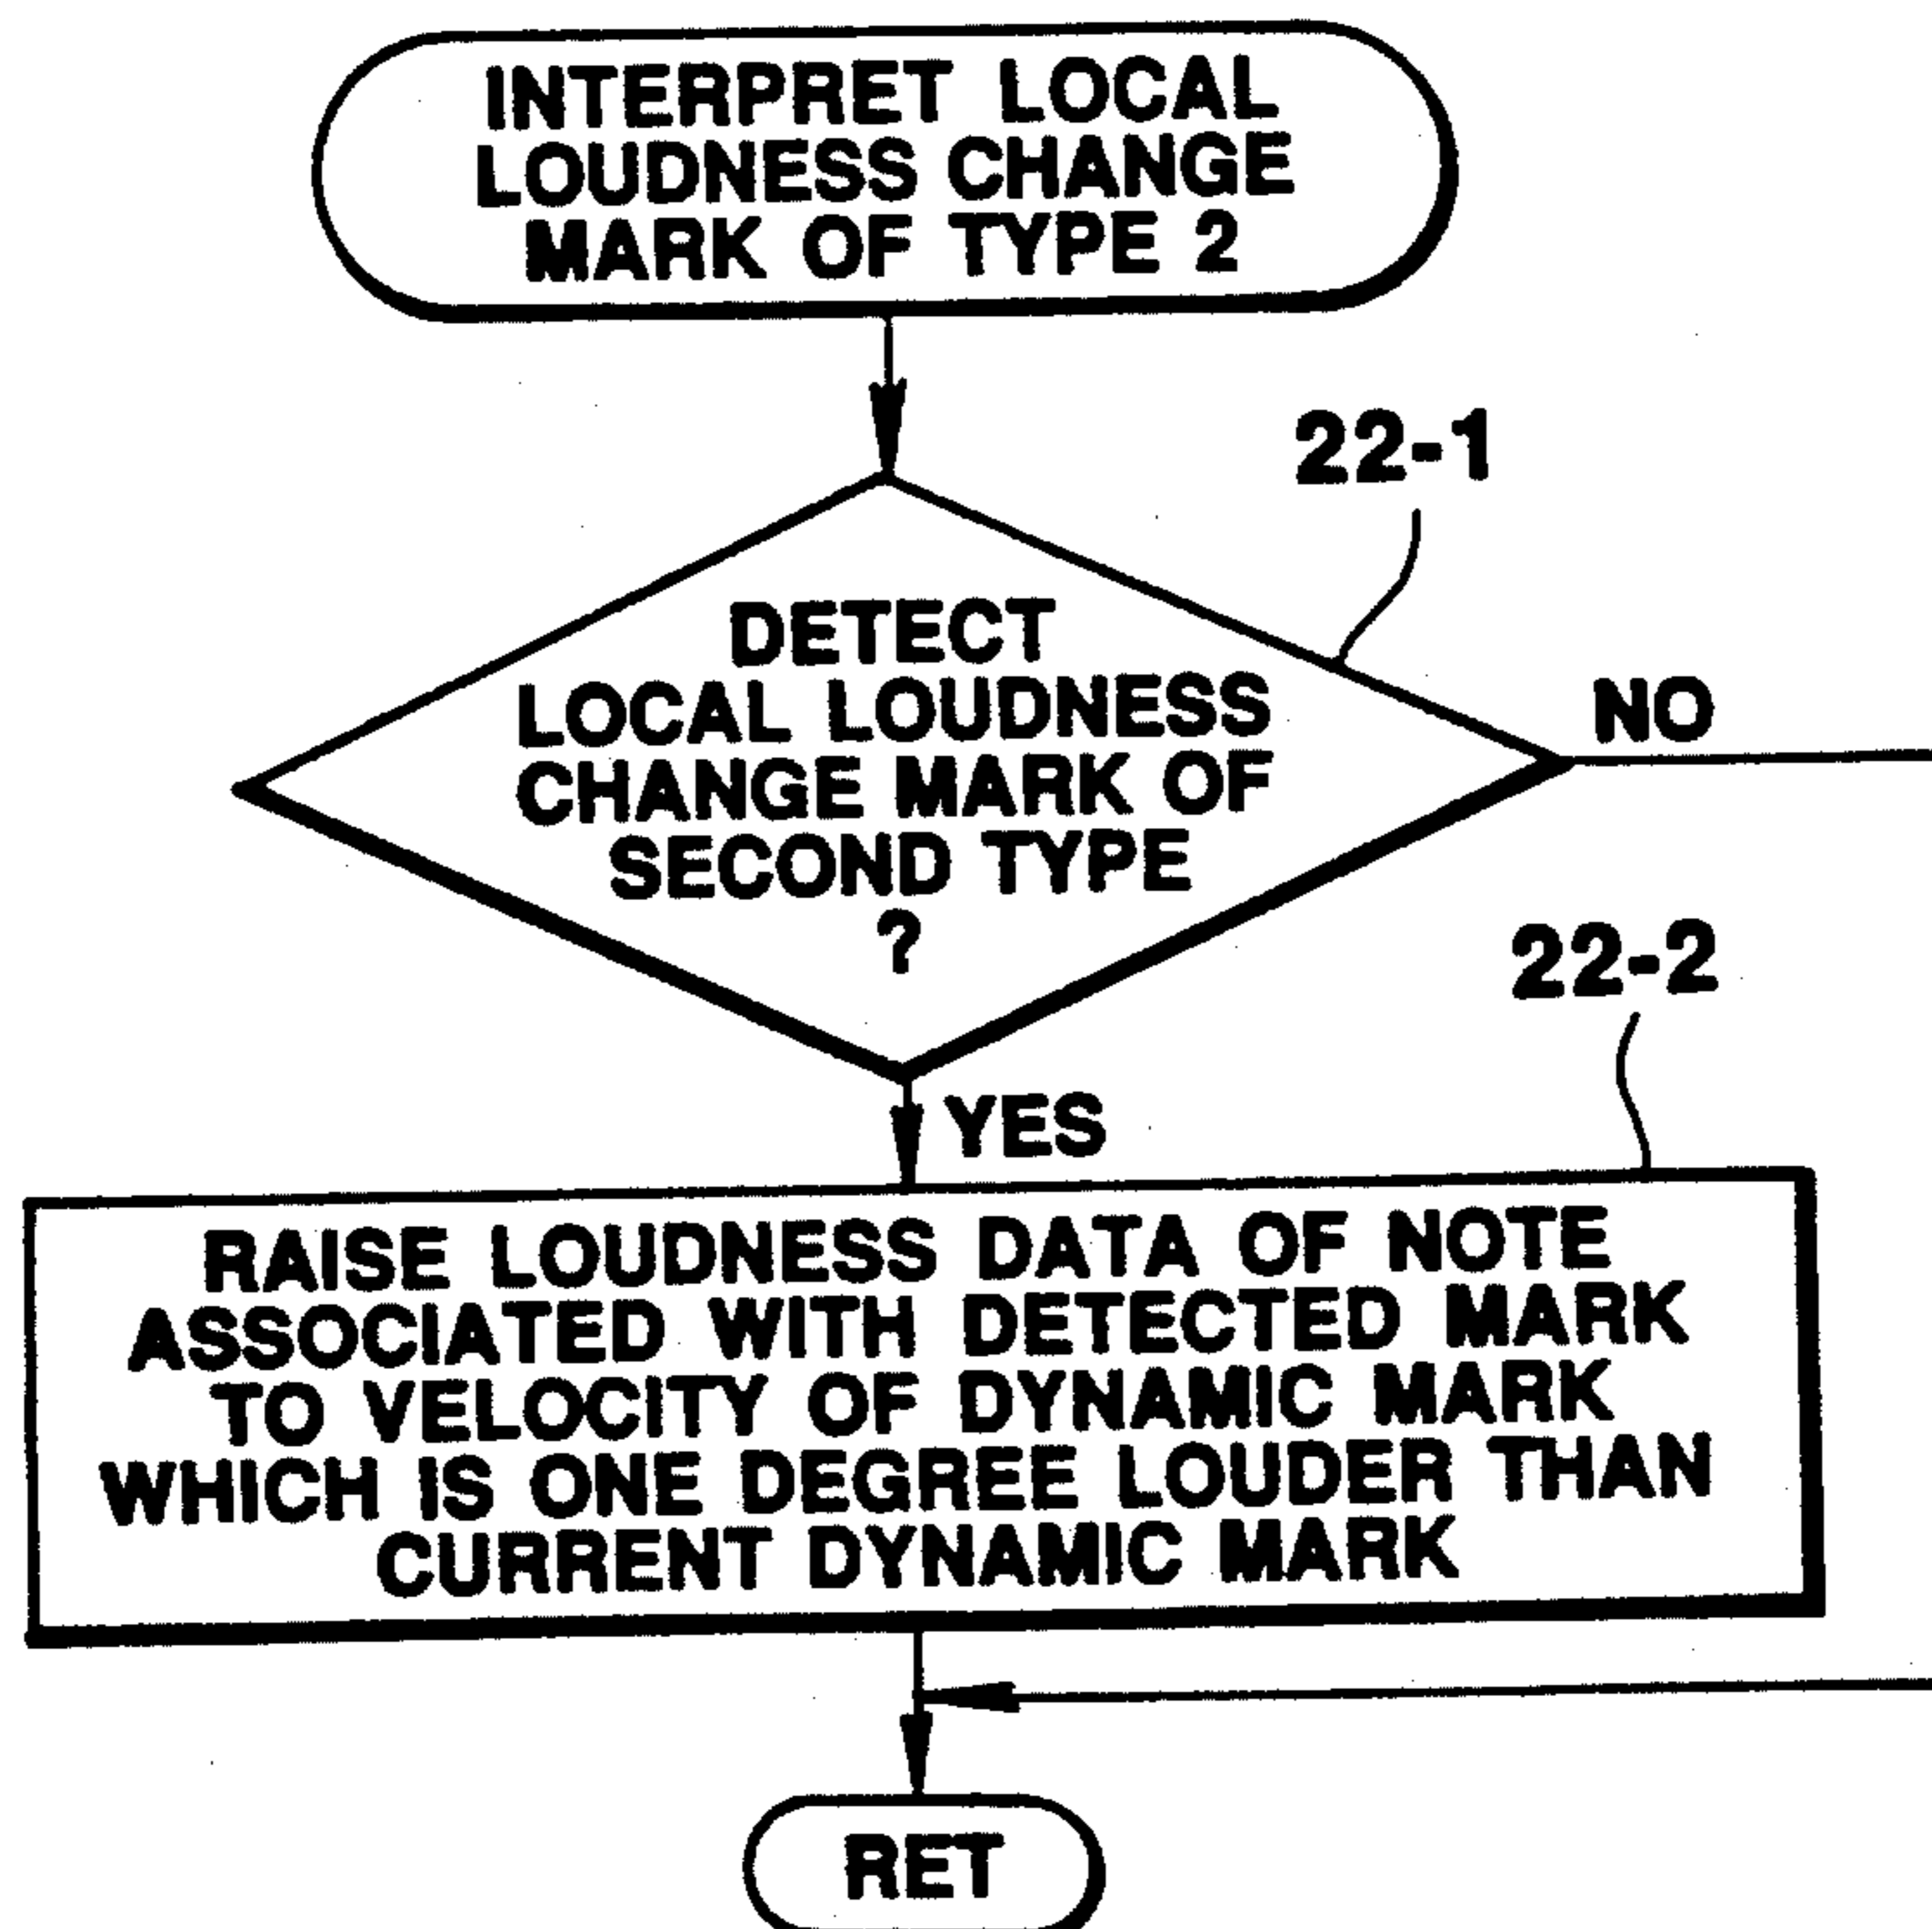 INTERPRET LOCAL
LOUDNESS CHANGE
MARK OF TYPE 2
22-1
DETECT
LOCAL LOUDNESS
CHANGE MARK OF
SECOND TYPE
?
NO
22-2
YES
RAISE LOUDNESS DATA OF NOTE
ASSOCIATED WITH DETECTED MARK
TO VELOCITY OF DYNAMIC MARK
WHICH IS ONE DEGREE LOUDER THAN
CURRENT DYNAMIC MARK
RET